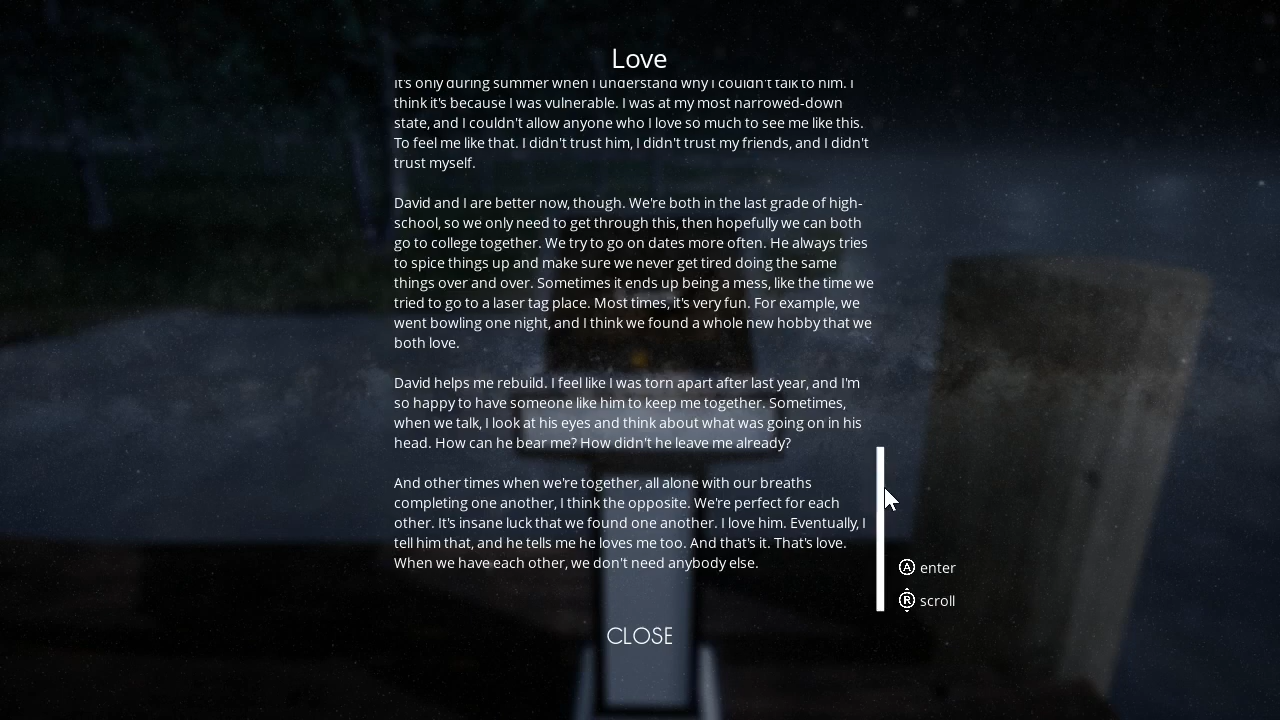 Love
It's only during summer when I understand why I couldn't talk to him. I
think it's because I was vulnerable. I was at my most narrowed-down
state, and I couldn't allow anyone who I love so much to see me like this.
To feel me like that. I didn't trust him, I didn't trust my friends, and I didn't
trust myself.
David and I are better now, though. We're both in the last grade of high-
school, so we only need to get through this, then hopefully we can both
go to college together. We try to go on dates more often. He always tries
to spice things up and make sure we never get tired doing the same
things over and over. Sometimes it ends up being a mess, like the time we
tried to go to a laser tag place. Most times, it's very fun. For example, we
went bowling one night, and I think we found a whole new hobby that we
both love.
David helps me rebuild. I feel like I was torn apart after last year, and I'm
so happy to have someone like him to keep me together. Sometimes,
when we talk, I look at his eyes and think about what was going on in his
head. How can he bear me? How didn't he leave me already?
And other times when we're together, all alone with our breaths
completing one another, I think the opposite. We're perfect for each
other. It's insane luck that we found one another. I love him. Eventually, I
tell him that, and he tells me he loves me too. And that's it. That's love.
When we have each other, we don't need anybody else.
A enter
R scroll
CLOSE